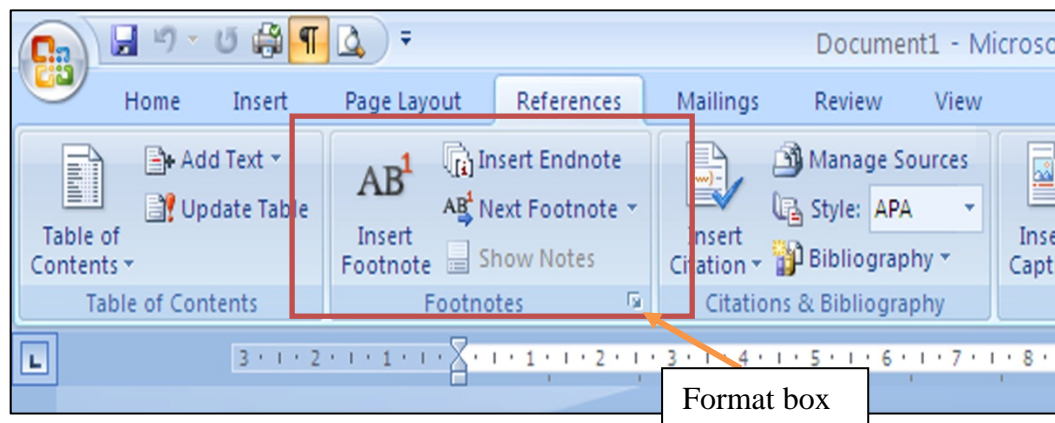 Document1 - Microsc
Home Insert Page Layout References Mailings Review View
Add Text
Update Table
Table of
Contents
Table of Contents
AB1
Insert
Footnote
Insert Endnote
AB1 Next Footnote
Show Notes
Footnotes
Insert
Citation
Manage Sources
Style: APA
Bibliography
Citations & Bibliography
Inse
Capt
L
3 2 1 1 2 3 4 5 6 7 8
Format box